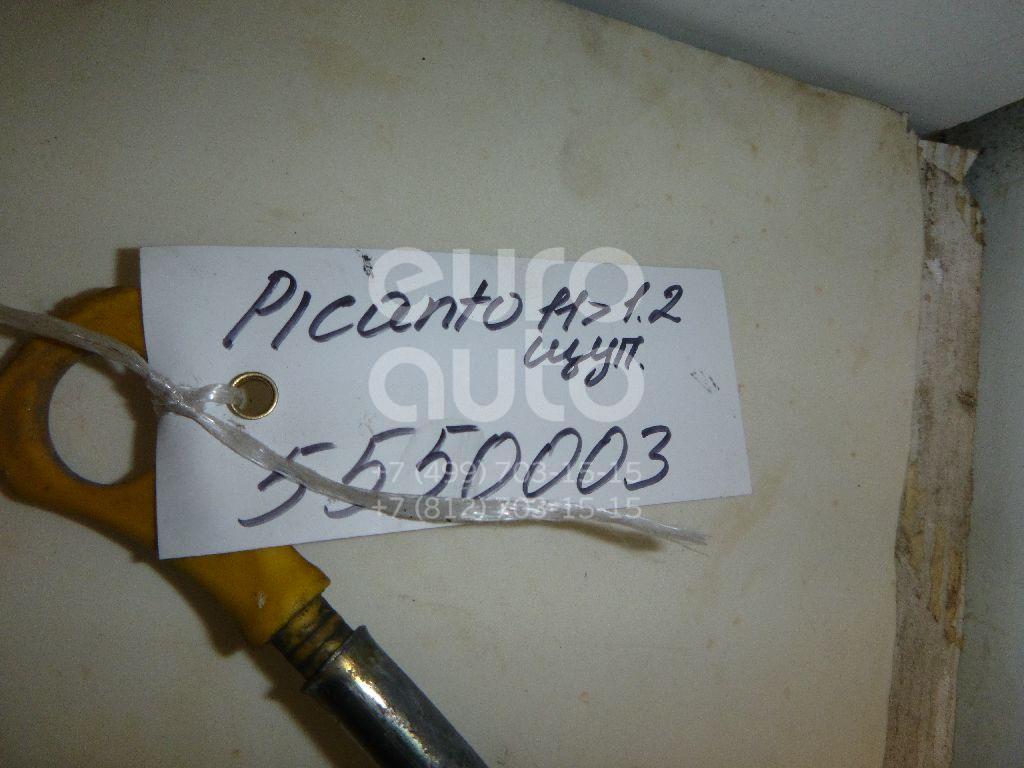 Picanto 11>1.2
щуп.
5550003
euro
auto
+7 (499) 703-15-15
+7 (812) 703-15-15